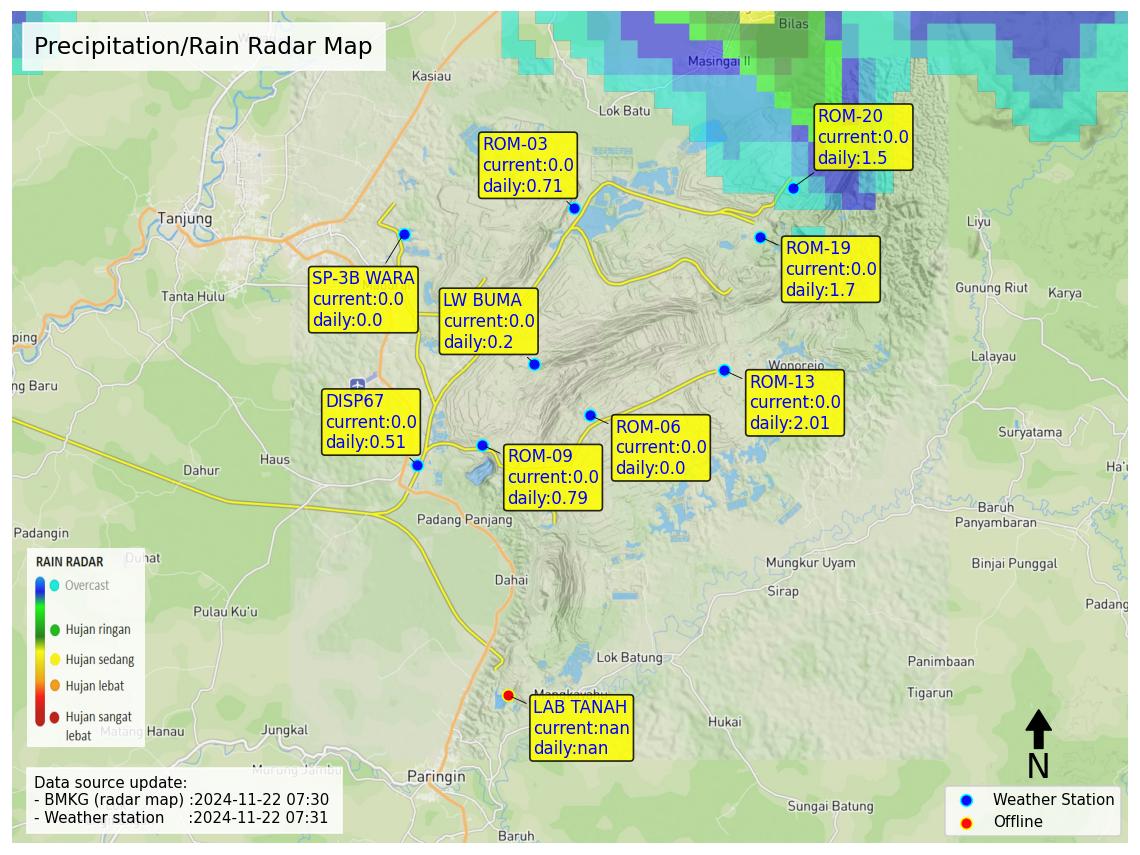 Precipitation/Rain Radar Map
Bilas
Masingai II
Kasiau
Lok Batu
ROM-20
current:0.0
daily:1.5
ROM-03
current:0.0
daily:0.71
Tanjung
Liyu
ROM-19
current:0.0
daily:1.7
SP-3B WARA
current:0.0
daily:0.0
Tanta Hulu
LW BUMA
current:0.0
daily:0.2
Gunung Riut
Karya
ping
Layalau
Wonorejo
ng Baru
ROM-13
current:0.0
daily:2.01
DISP67
current:0.0
daily:0.51
ROM-06
current:0.0
daily:0.0
Suryatama
ROM-09
current:0.0
daily:0.79
Haus
Dahur
Ha'u
Baruh
Panyambaran
Padang Panjang
Padangin
Duhat
Mungkur Uyam
Binjai Punggal
Dahai
Sirap
Padang
Pulau Ku'u
RAIN RADAR
Overcast
Hujan ringan
Hujan sedang
Hujan lebat
Hujan sangat
lebat
Lok Batung
Panimbaan
Tigarun
Mangkayahu
LAB TANAH
current:nan
daily:nan
Hukai
Matang Hanau
Jungkal
Murung Jambu
Paringin
Data source update:
- BMKG (radar map) :2024-11-22 07:30
- Weather station :2024-11-22 07:31
N
Sungai Batung
Weather Station
Offline
Baruh